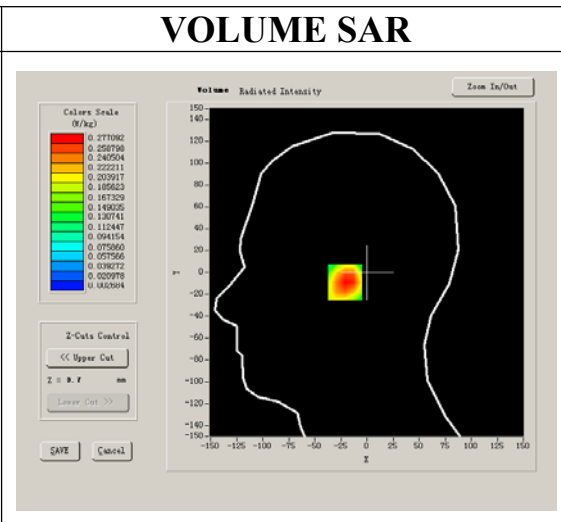 VOLUME SAR
Volume Radiated Intensity
Zoom In/Out
Colors Scale
(W/kg)
0.277092
0.258798
0.240504
0.222211
0.203917
0.185623
0.167329
0.149035
0.130741
0.112447
0.094154
0.075860
0.057566
0.039272
0.020978
0.002684
Z-Cuts Control
<< Upper Cut
Lower Cut >>
SAVE
Cancel
150
140
120
100
80
60
40
20
0
-20
-40
-60
-80
-100
-120
-140
-150
-150 -125 -100 -75 -50 -25 0 25 50 75 100 125 150
X